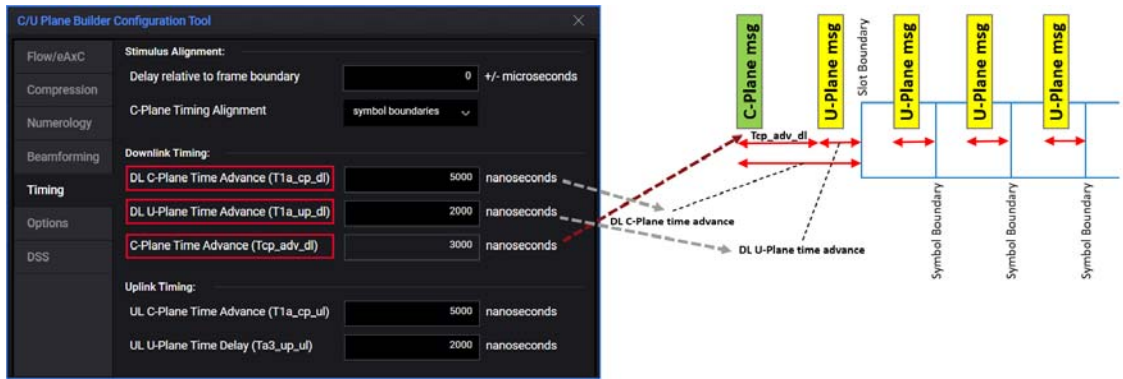 C/U Plane Builder Configuration Tool
Flow/eAxC
Compression
Numerology
Beamforming
Timing
Options
DSS
Stimulus Alignment:
Delay relative to frame boundary 0 +/- microseconds
C-Plane Timing Alignment symbol boundaries
Downlink Timing:
DL C-Plane Time Advance (T1a_cp_dl) 5000 nanoseconds
DL U-Plane Time Advance (T1a_up_dl) 2000 nanoseconds
C-Plane Time Advance (Tcp_adv_dl) 3000 nanoseconds
Uplink Timing:
UL C-Plane Time Advance (T1a_cp_ul) 5000 nanoseconds
UL U-Plane Time Delay (Ta3_up_ul) 2000 nanoseconds
C-Plane msg
U-Plane msg
Slot Boundary
U-Plane msg
U-Plane msg
U-Plane msg
Tcp_adv_dl
DL C-Plane time advance
DL U-Plane time advance
Symbol Boundary
Symbol Boundary
Symbol Boundary